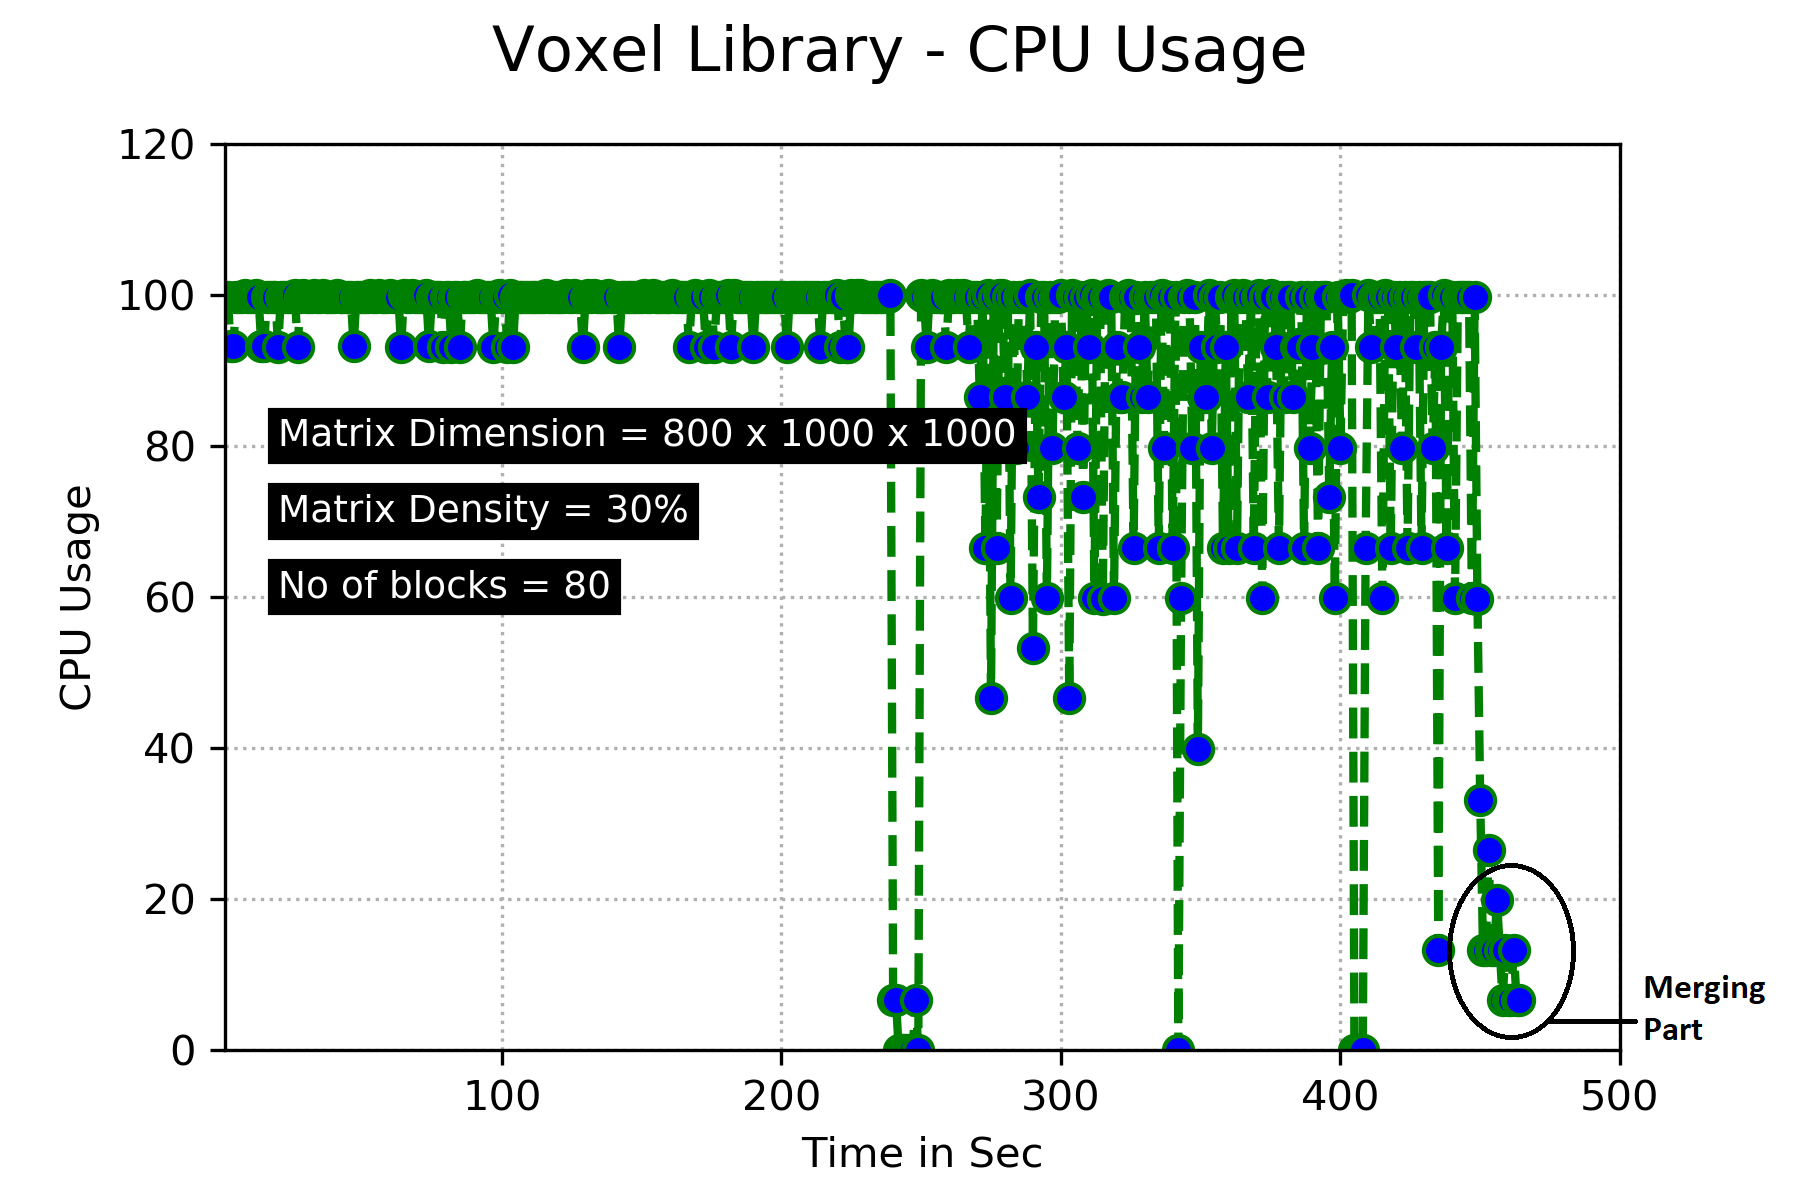 Voxel Library - CPU Usage
120
100
80
60
40
20
0
CPU Usage
Matrix Dimension = 800 x 1000 x 1000
Matrix Density = 30%
No of blocks = 80
Merging
Part
100 200 300 400 500
Time in Sec